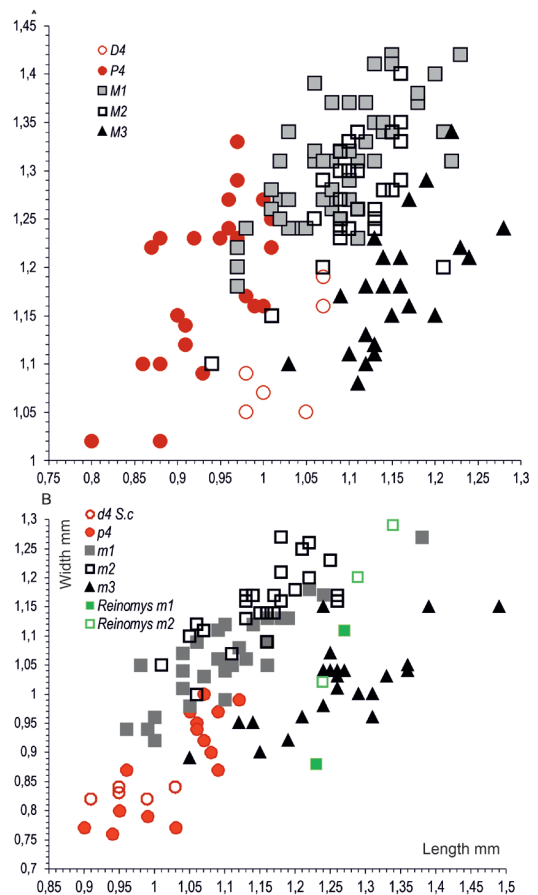 A
1,45
D4
P4
M1
M2
M3
1,4
1,35
1,3
1,25
1,2
1,15
1,1
1,05
1
0,75 0,8 0,85 0,9 0,95 1 1,05 1,1 1,15 1,2 1,25 1,3
B
Width mm
1,3
d4 S.c
p4
m1
m2
m3
Reinomys m1
Reinomys m2
1,25
1,2
1,15
1,1
1,05
1
0,95
0,9
0,85
0,8
0,75
0,7
Length mm
0,85 0,9 0,95 1 1,05 1,1 1,15 1,2 1,25 1,3 1,35 1,4 1,45 1,5